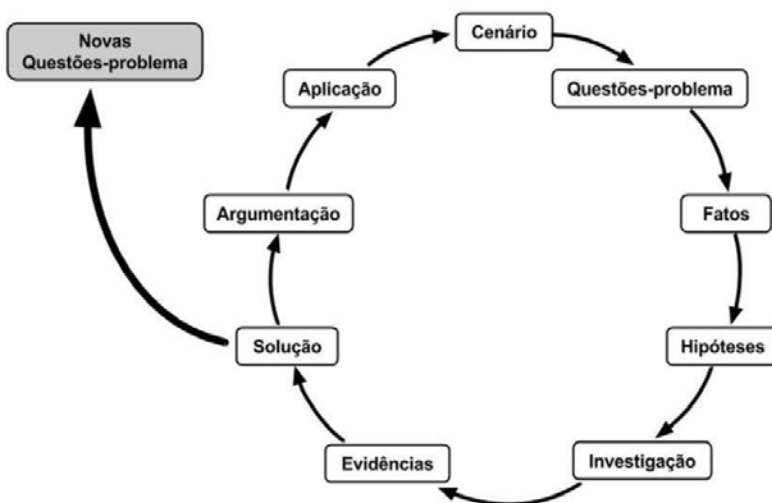 Novas
Questões-problema
Cenário
Questões-problema
Fatos
Hipóteses
Investigação
Evidências
Solução
Argumentação
Aplicação